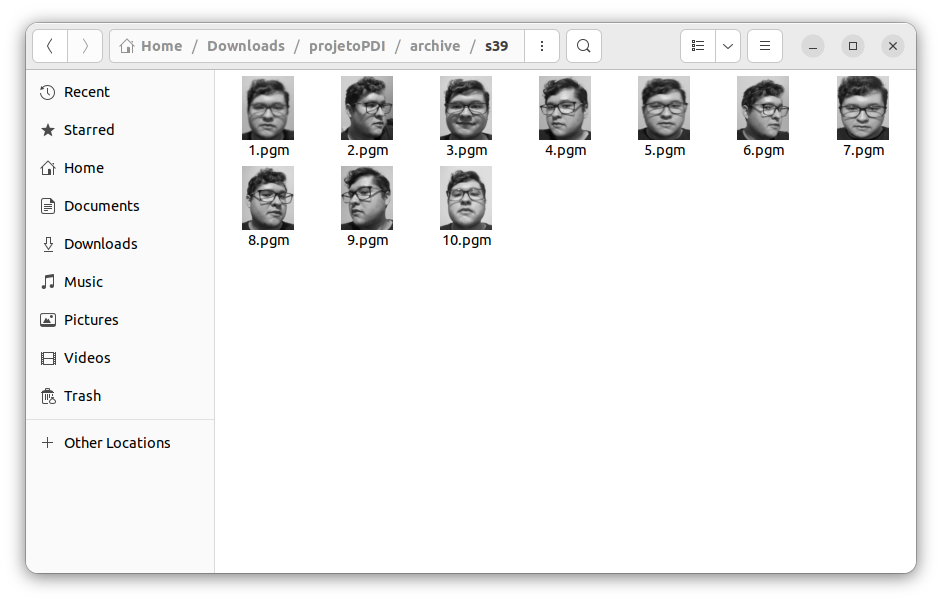 Home / Downloads / projetoPDI / archive / s39
Recent
Starred
Home
Documents
Downloads
Music
Pictures
Videos
Trash
Other Locations
1.pgm 2.pgm 3.pgm 4.pgm 5.pgm 6.pgm 7.pgm
8.pgm 9.pgm 10.pgm